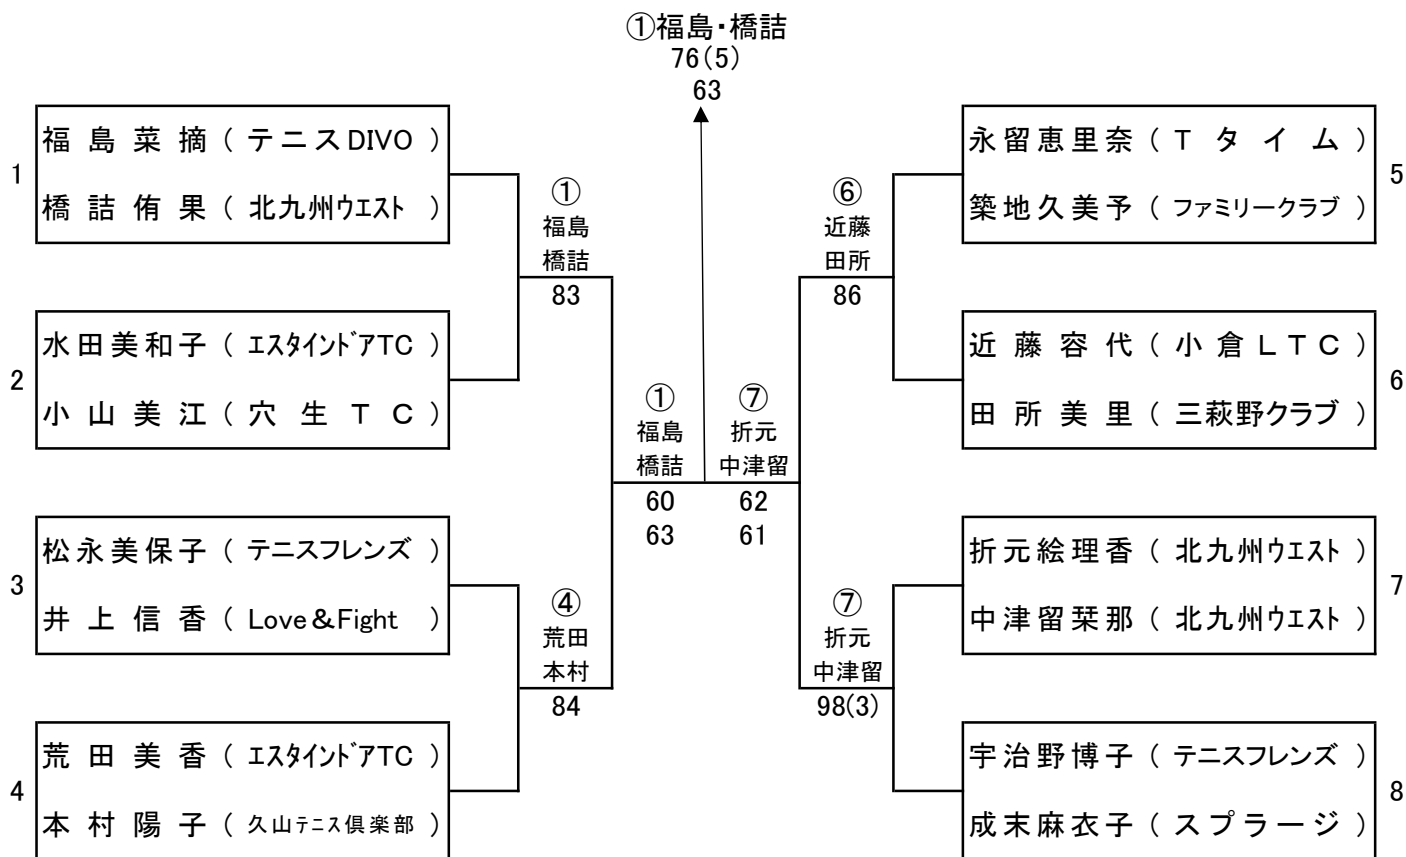 ①福島・橋詰
76(5)
63
1
福島菜摘(テニスDIVO)
橋詰侑果(北九州ウエスト)
2
水田美和子(エスタインドアTC)
小山美江(穴生TC)
3
松永美保子(テニスフレンズ)
井上信香(Love&Fight)
4
荒田美香(エスタインドアTC)
本村陽子(久山テニス倶楽部)
①
福島
橋詰
83
④
荒田
本村
84
①
福島
橋詰
60
63
⑦
折元
中津留
62
61
⑥
近藤
田所
86
⑦
折元
中津留
98(3)
永留恵里奈(Tタイム)
築地久美予(ファミリークラブ)
5
近藤容代(小倉LTC)
田所美里(三萩野クラブ)
6
折元絵理香(北九州ウエスト)
中津留栞那(北九州ウエスト)
7
宇治野博子(テニスフレンズ)
成末麻衣子(スプラージ)
8